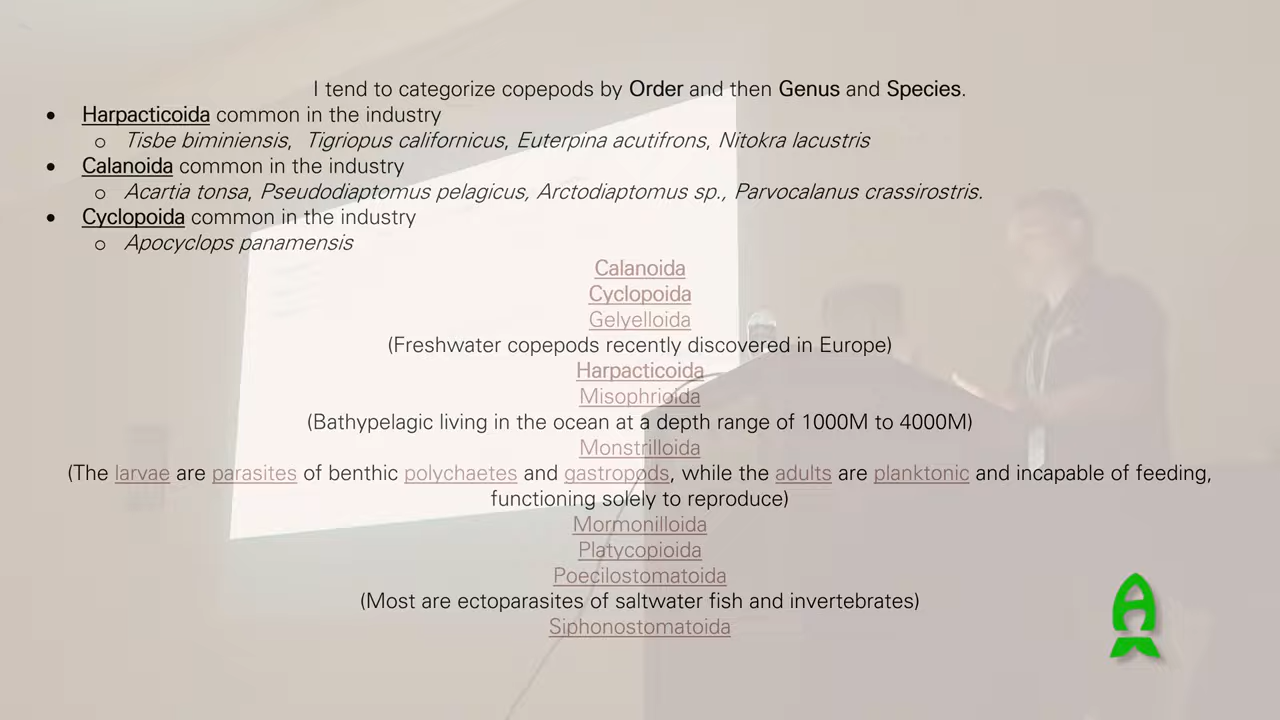 I tend to categorize copepods by Order and then Genus and Species.
• Harpacticoida common in the industry
o Tisbe biminiensis, Tigriopus californicus, Euterpina acutifrons, Nitokra lacustris
• Calanoida common in the industry
o Acartia tonsa, Pseudodiaptomus pelagicus, Arctodiaptomus sp., Parvocalanus crassirostris.
• Cyclopoida common in the industry
o Apocyclops panamensis
Calanoida
Cyclopoida
Gelyelloida
(Freshwater copepods recently discovered in Europe)
Harpacticoida
Misophrioida
(Bathypelagic living in the ocean at a depth range of 1000M to 4000M)
Monstrilloida
(The larvae are parasites of benthic polychaetes and gastropods, while the adults are planktonic and incapable of feeding,
functioning solely to reproduce)
Mormonilloida
Platycopioida
Poecilostomatoida
(Most are ectoparasites of saltwater fish and invertebrates)
Siphonostomatoida